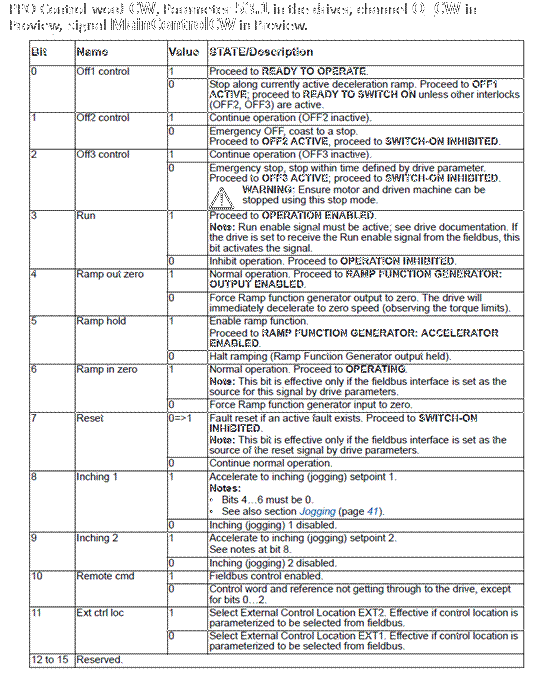 PPO Control word CW, Parameter 53.1 in the drives, channel O_|CW in
Proview, signal MainControlCW in Proview.
Bit Name Value STATE/Description
0 Off1 control 1 Proceed to READY TO OPERATE.
0 Stop along currently active deceleration ramp. Proceed to OFF1
ACTIVE; proceed to READY TO SWITCH ON unless other interlocks
(OFF2, OFF3) are active.
1 Off2 control 1 Continue operation (OFF2 inactive).
0 Emergency OFF, coast to a stop.
Proceed to OFF2 ACTIVE, proceed to SWITCH-ON INHIBITED.
2 Off3 control 1 Continue operation (OFF3 inactive).
0 Emergency stop, stop within time defined by drive parameter.
Proceed to OFF3 ACTIVE; proceed to SWITCH-ON INHIBITED.
WARNING: Ensure motor and driven machine can be
stopped using this stop mode.
3 Run 1 Proceed to OPERATION ENABLED.
Note: Run enable signal must be active; see drive documentation. If
the drive is set to receive the Run enable signal from the fieldbus, this
bit activates the signal.
0 Inhibit operation. Proceed to OPERATION INHIBITED.
4 Ramp out zero 1 Normal operation. Proceed to RAMP FUNCTION GENERATOR:
OUTPUT ENABLED.
0 Force Ramp function generator output to zero. The drive will
immediately decelerate to zero speed (observing the torque limits).
5 Ramp hold 1 Enable ramp function.
Proceed to RAMP FUNCTION GENERATOR: ACCELERATOR
ENABLED.
0 Halt ramping (Ramp Function Generator output held).
6 Ramp in zero 1 Normal operation. Proceed to OPERATING.
Note: This bit is effective only if the fieldbus interface is set as the
source for this signal by drive parameters.
0 Force Ramp function generator input to zero.
7 Reset 0=>1 Fault reset if an active fault exists. Proceed to SWITCH-ON
INHIBITED.
Note: This bit is effective only if the fieldbus interface is set as the
source of the reset signal by drive parameters.
0 Continue normal operation.
8 Inching 1 1 Accelerate to inching (jogging) setpoint 1.
Notes:
• Bits 4…6 must be 0.
• See also section Jogging (page 41).
0 Inching (jogging) 1 disabled.
9 Inching 2 1 Accelerate to inching (jogging) setpoint 2.
See notes at bit 8.
0 Inching (jogging) 2 disabled.
10 Remote cmd 1 Fieldbus control enabled.
0 Control word and reference not getting through to the drive, except
for bits 0…2.
11 Ext ctrl loc 1 Select External Control Location EXT2. Effective if control location is
parameterized to be selected from fieldbus.
0 Select External Control Location EXT1. Effective if control location is
parameterized to be selected from fieldbus.
12 to 15 Reserved.